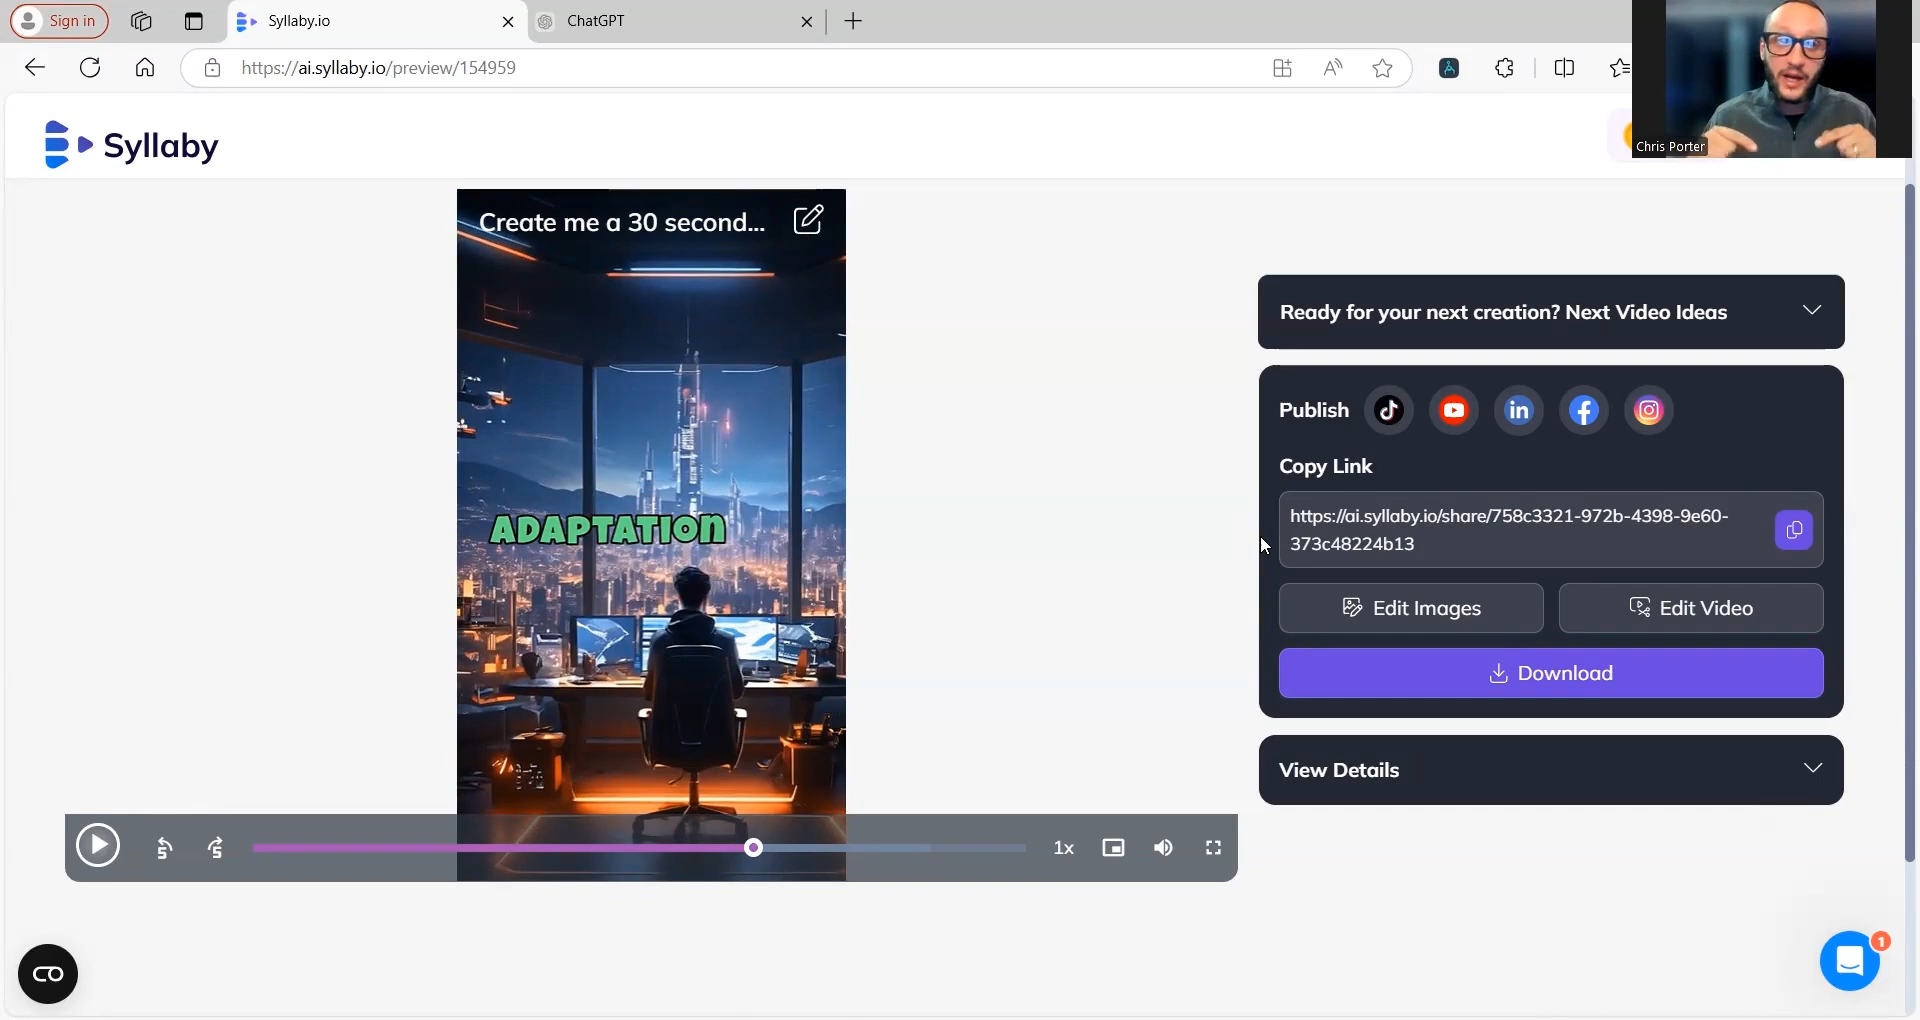 Sign in
Syllaby.io
ChatGPT
https://ai.syllaby.io/preview/154959
Chris Porter
Syllaby
Create me a 30 second...
ADAPTATION
Ready for your next creation? Next Video Ideas
Publish
Copy Link
https://ai.syllaby.io/share/758c3321-972b-4398-9e60-
373c48224b13
Edit Images
Edit Video
Download
View Details
5
5
1x
1